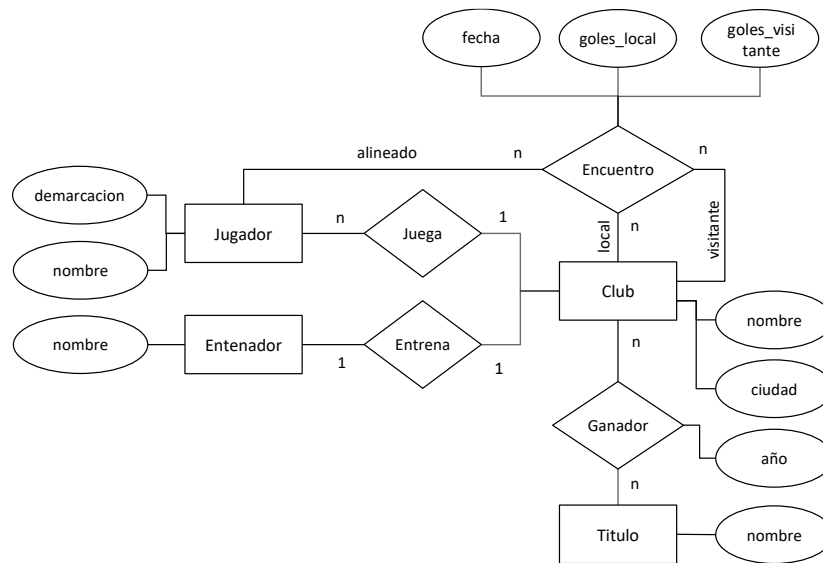 fecha
goles_local
goles_visi
tante
alineado
n
Encuentro
n
demarcacion
Jugador
n
Juega
1
local
n
visitante
nombre
Club
nombre
nombre
Entenador
1
Entrena
1
n
ciudad
Ganador
año
n
Titulo
nombre